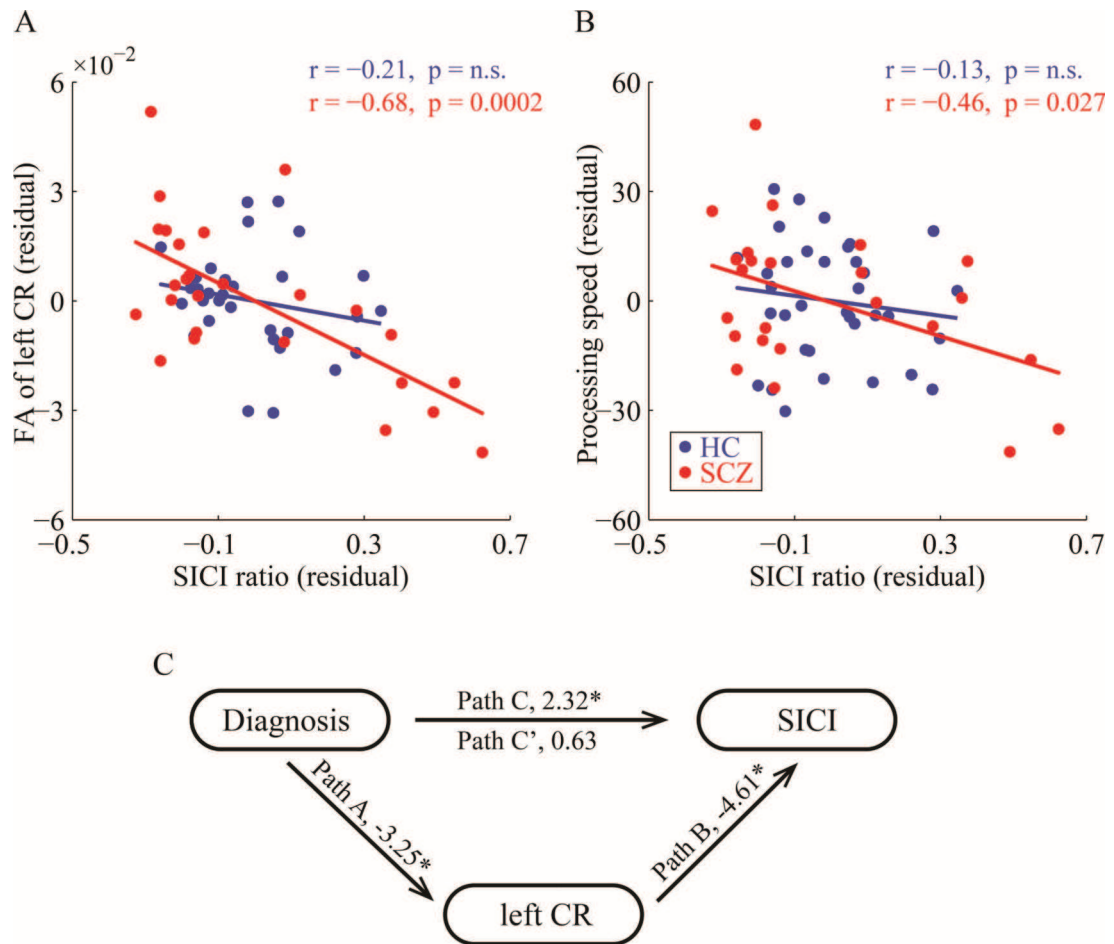 A
×10−2
r = −0.21, p = n.s.
r = −0.68, p = 0.0002
6
3
0
−3
−6
FA of left CR (residual)
−0.5
−0.1
0.3
0.7
SICI ratio (residual)
B
r = −0.13, p = n.s.
r = −0.46, p = 0.027
60
30
0
−30
−60
Processing speed (residual)
HC
SCZ
−0.5
−0.1
0.3
0.7
SICI ratio (residual)
C
Diagnosis
Path C, 2.32*
Path C’, 0.63
SICI
Path A, -3.25*
Path B, -4.61*
left CR